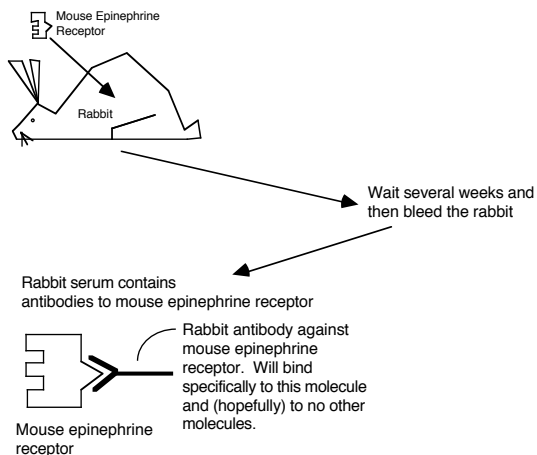 Mouse Epinephrine
Receptor
Rabbit
Wait several weeks and
then bleed the rabbit
Rabbit serum contains
antibodies to mouse epinephrine receptor
Rabbit antibody against
mouse epinephrine
receptor. Will bind
specifically to this molecule
and (hopefully) to no other
molecules.
Mouse epinephrine
receptor